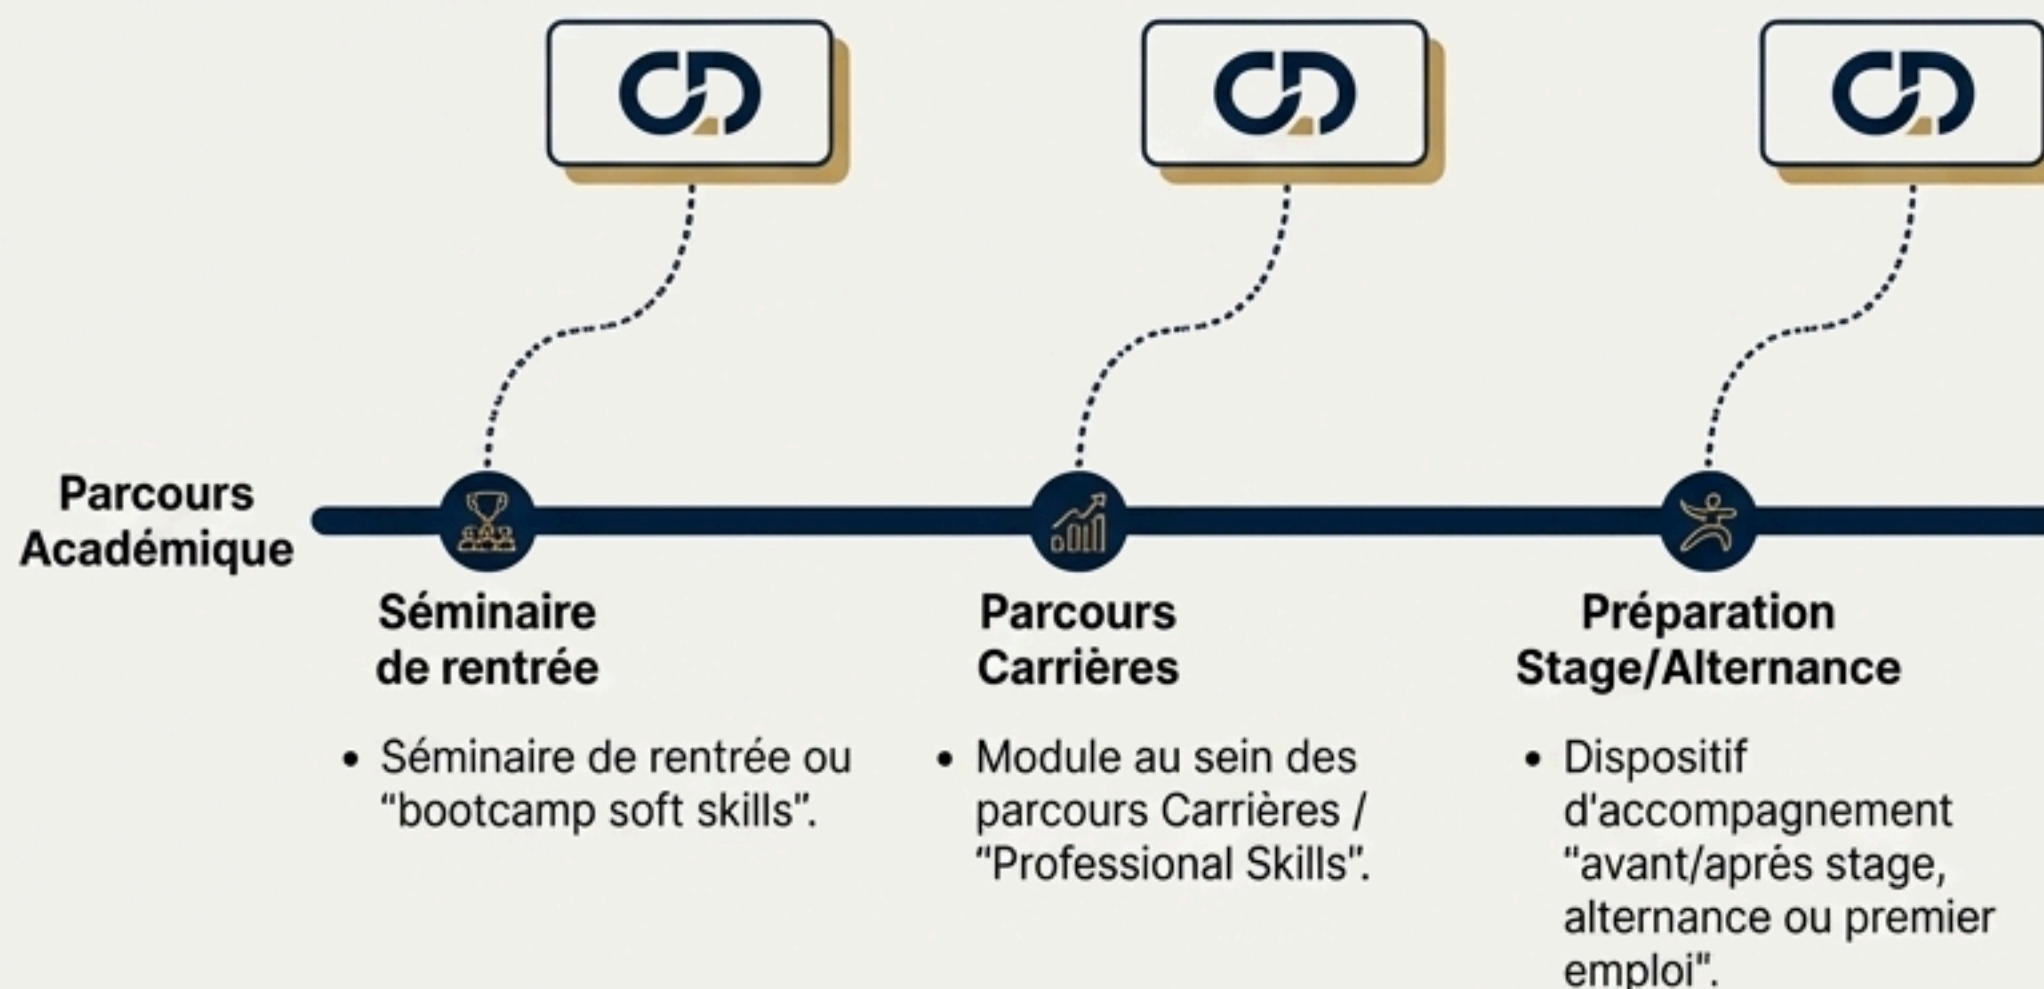 Parcours
Académique
Séminaire
de rentrée
Parcours
Carrières
Préparation
Stage/Alternance
• Séminaire de rentrée ou
“bootcamp soft skills”.
• Module au sein des
parcours Carrières /
“Professional Skills”.
• Dispositif
d'accompagnement
“avant/après stage,
alternance ou premier
emploi”.